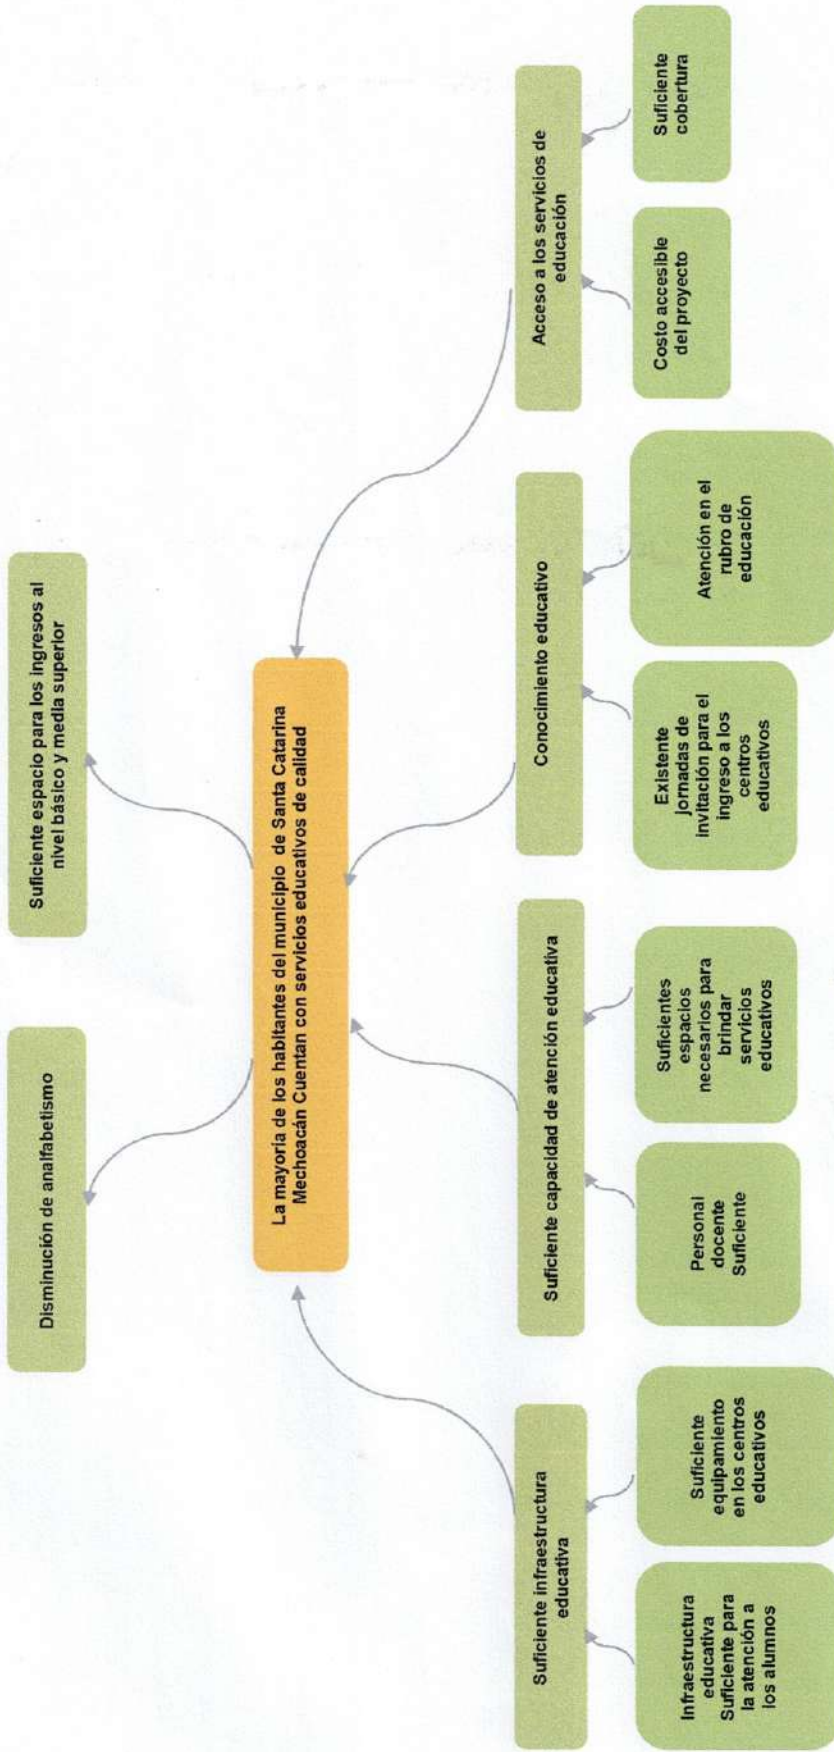 Disminución de analfabetismo
Suficiente espacio para los ingresos al
nivel básico y media superior
La mayoría de los habitantes del municipio de Santa Catarina
Mechoacán Cuentan con servicios educativos de calidad
Suficiente infraestructura
educativa
Suficiente capacidad de atención educativa
Conocimiento educativo
Acceso a los servicios de
educación
Infraestructura
educativa
Suficiente para
la atención a
los alumnos
Suficiente
equipamiento
en los centros
educativos
Personal
docente
Suficiente
Suficientes
espacios
necesarios para
brindar
servicios
educativos
Existente
jornadas de
invitación para el
ingreso a los
centros
educativos
Atención en el
rubro de
educación
Costo accesible
del proyecto
Suficiente
cobertura